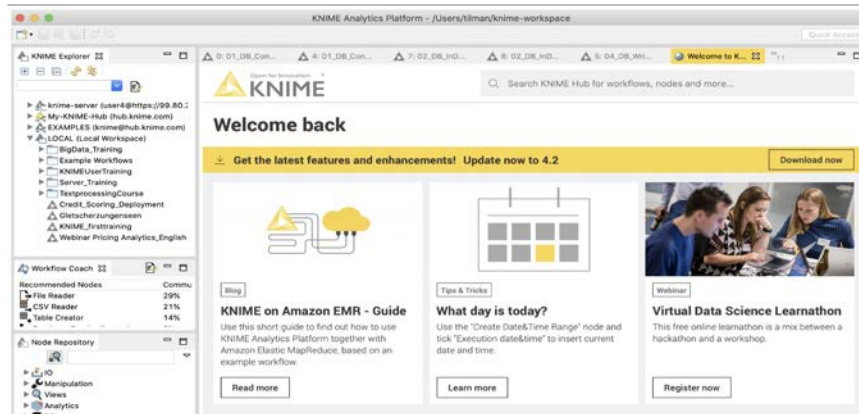 KNIME Analytics Platform - /Users/tilman/knime-workspace
Quick Access
KNIME Explorer
0: 01_DB_Con...
4: 01_DB_Con...
7: 02_DB_InD...
8: 02_DB_InD...
5: 04_DB_Wri...
Welcome to K...
knime-server (user4@https://99.80.2
My-KNIME-Hub (hub.knime.com)
EXAMPLES (knime@hub.knime.com)
LOCAL (Local Workspace)
BigData_Training
Example Workflows
KNIMEUserTraining
Server_Training
TextprocessingCourse
Credit_Scoring_Deployment
Gletscherzungenseen
KNIME_firsttraining
Webinar Pricing Analytics_English
Workflow Coach
Recommended Nodes Commu
File Reader 29%
CSV Reader 21%
Table Creator 14%
Node Repository
IO
Manipulation
Views
Analytics
Open for Innovation
KNIME
Search KNIME Hub for workflows, nodes and more...
Welcome back
Get the latest features and enhancements! Update now to 4.2
Download now
Blog
KNIME on Amazon EMR - Guide
Use this short guide to find out how to use
KNIME Analytics Platform together with
Amazon Elastic MapReduce, based on an
example workflow.
Read more
Tips & Tricks
What day is today?
Use the "Create Date&Time Range" node and
tick "Execution date&time" to insert current
date and time.
Learn more
Webinar
Virtual Data Science Learnathon
This free online learnathon is a mix between a
hackathon and a workshop.
Register now